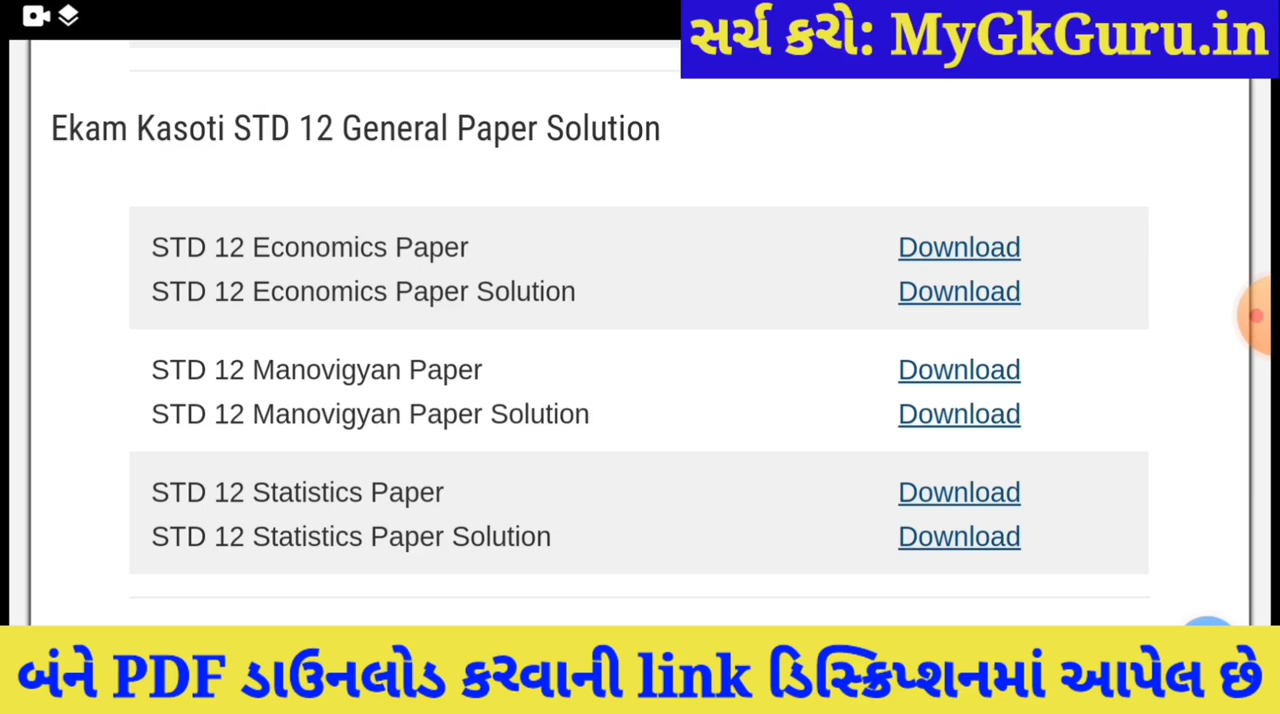 સર્ચ કરો: MyGkGuru.in
Ekam Kasoti STD 12 General Paper Solution
STD 12 Economics Paper Download
STD 12 Economics Paper Solution Download
STD 12 Manovigyan Paper Download
STD 12 Manovigyan Paper Solution Download
STD 12 Statistics Paper Download
STD 12 Statistics Paper Solution Download
બંને PDF ડાઉનલોડ કરવાની link ડિસ્ક્રિપ્શનમાં આપેલ છે